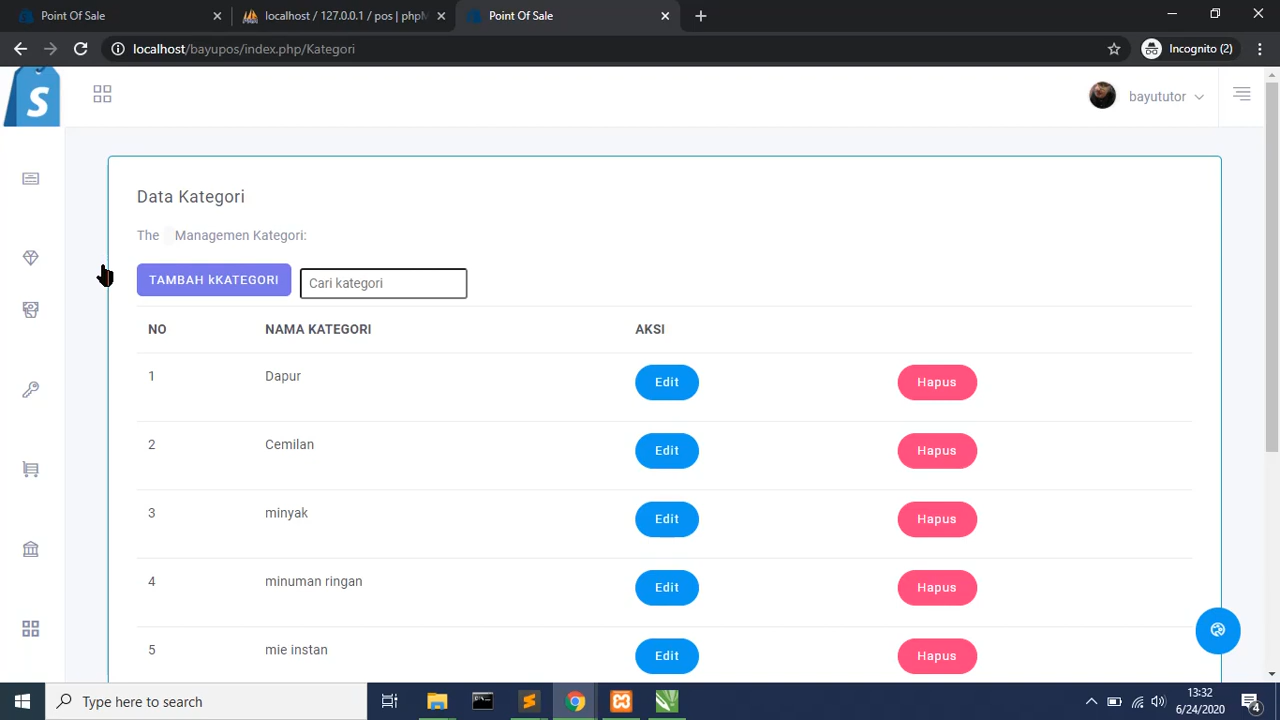 Point Of Sale
localhost / 127.0.0.1 / pos | phpM
Point Of Sale
localhost/bayupos/index.php/Kategori
Incognito (2)
S
bayututor
Data Kategori
The Managemen Kategori:
TAMBAH kKATEGORI
Cari kategori
NO NAMA KATEGORI AKSI
1 Dapur Edit Hapus
2 Cemilan Edit Hapus
3 minyak Edit Hapus
4 minuman ringan Edit Hapus
5 mie instan Edit Hapus
Type here to search
13:32
6/24/2020
4